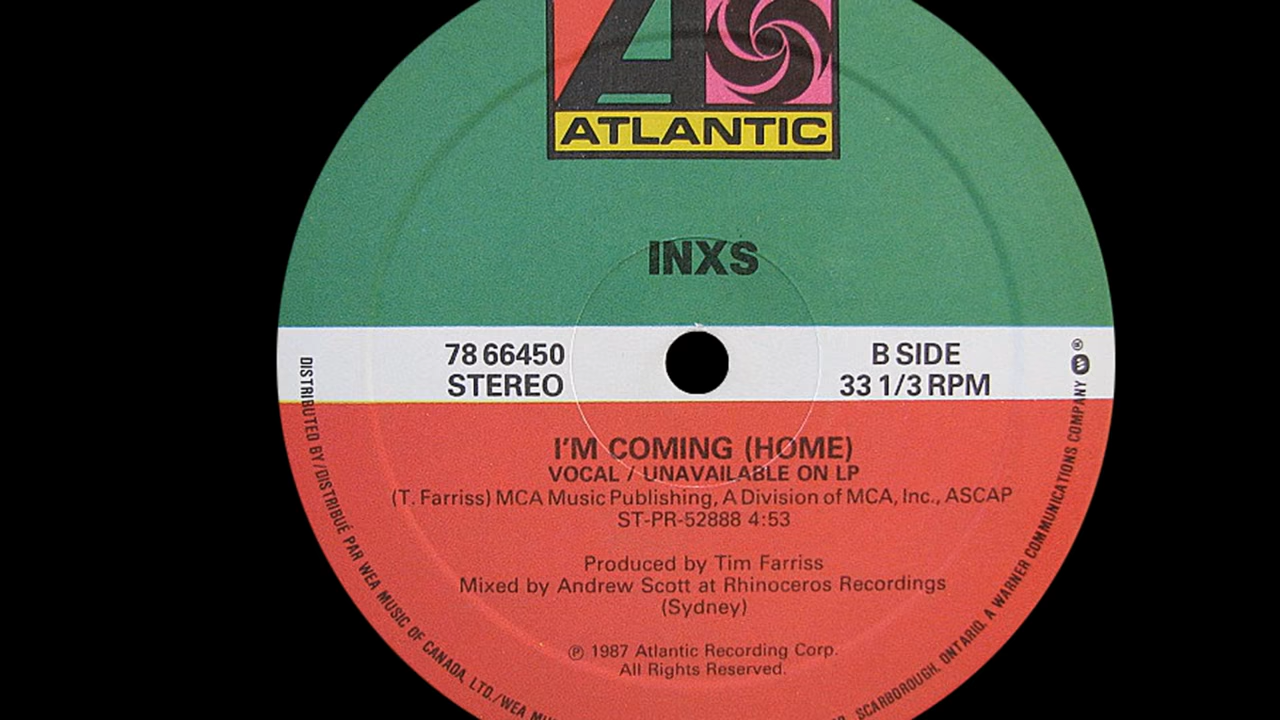 ATLANTIC
INXS
78 66450
STEREO
B SIDE
33 1/3 RPM
I'M COMING (HOME)
VOCAL / UNAVAILABLE ON LP
(T. Farriss) MCA Music Publishing, A Division of MCA, Inc., ASCAP
ST-PR-52888 4:53
Produced by Tim Farriss
Mixed by Andrew Scott at Rhinoceros Recordings
(Sydney)
℗ 1987 Atlantic Recording Corp.
All Rights Reserved.
DISTRIBUTED BY/DISTRIBUÉ PAR WEA MUSIC OF CANADA, LTD./WEA
SCARBOROUGH, ONTARIO, A WARNER COMMUNICATIONS COMPANY ®